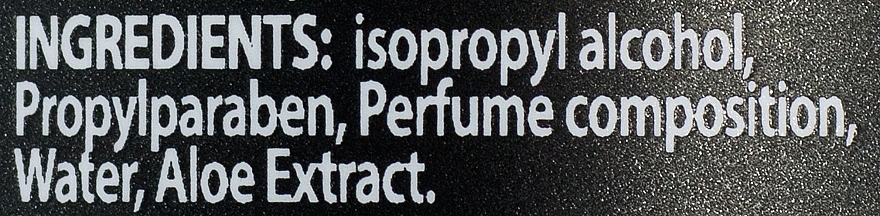 INGREDIENTS: isopropyl alcohol,
Propylparaben, Perfume composition,
Water, Aloe Extract.